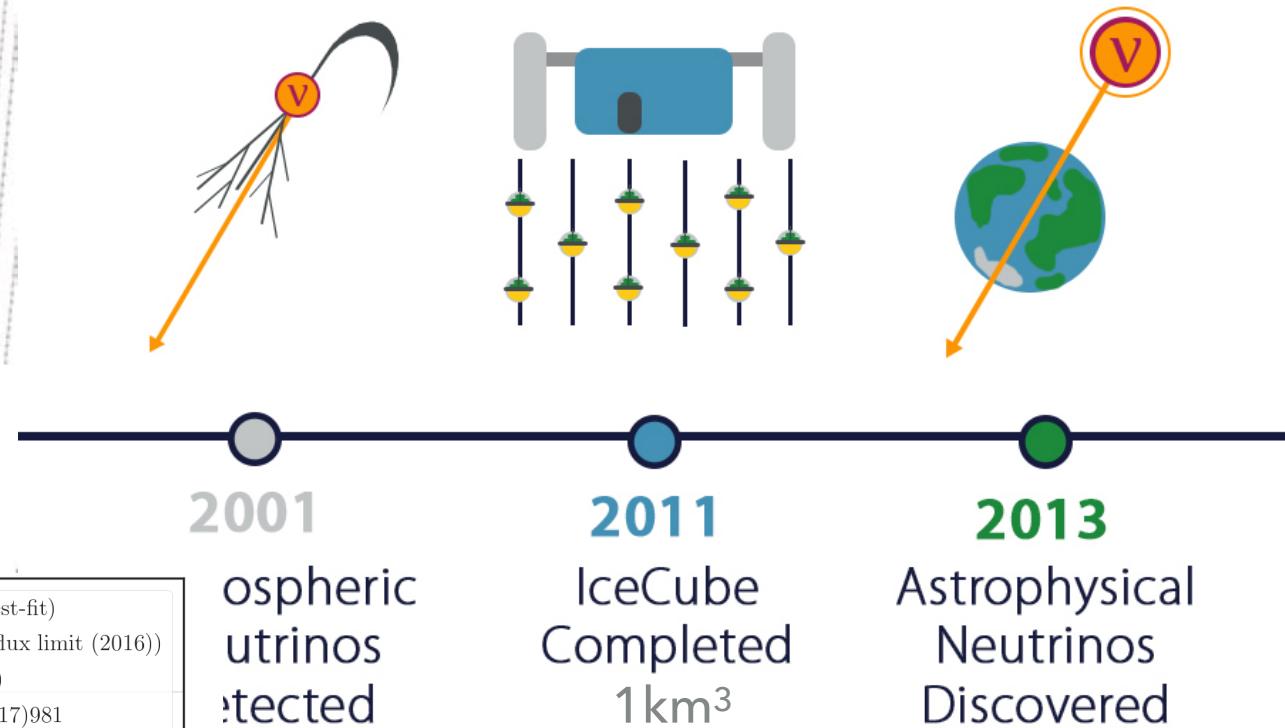 ν
ν
2001
2011
2013
ospheric
utrinos
etected
IceCube
Completed
1km³
Astrophysical
Neutrinos
Discovered
st-fit)
lux limit (2016))
)
17)981